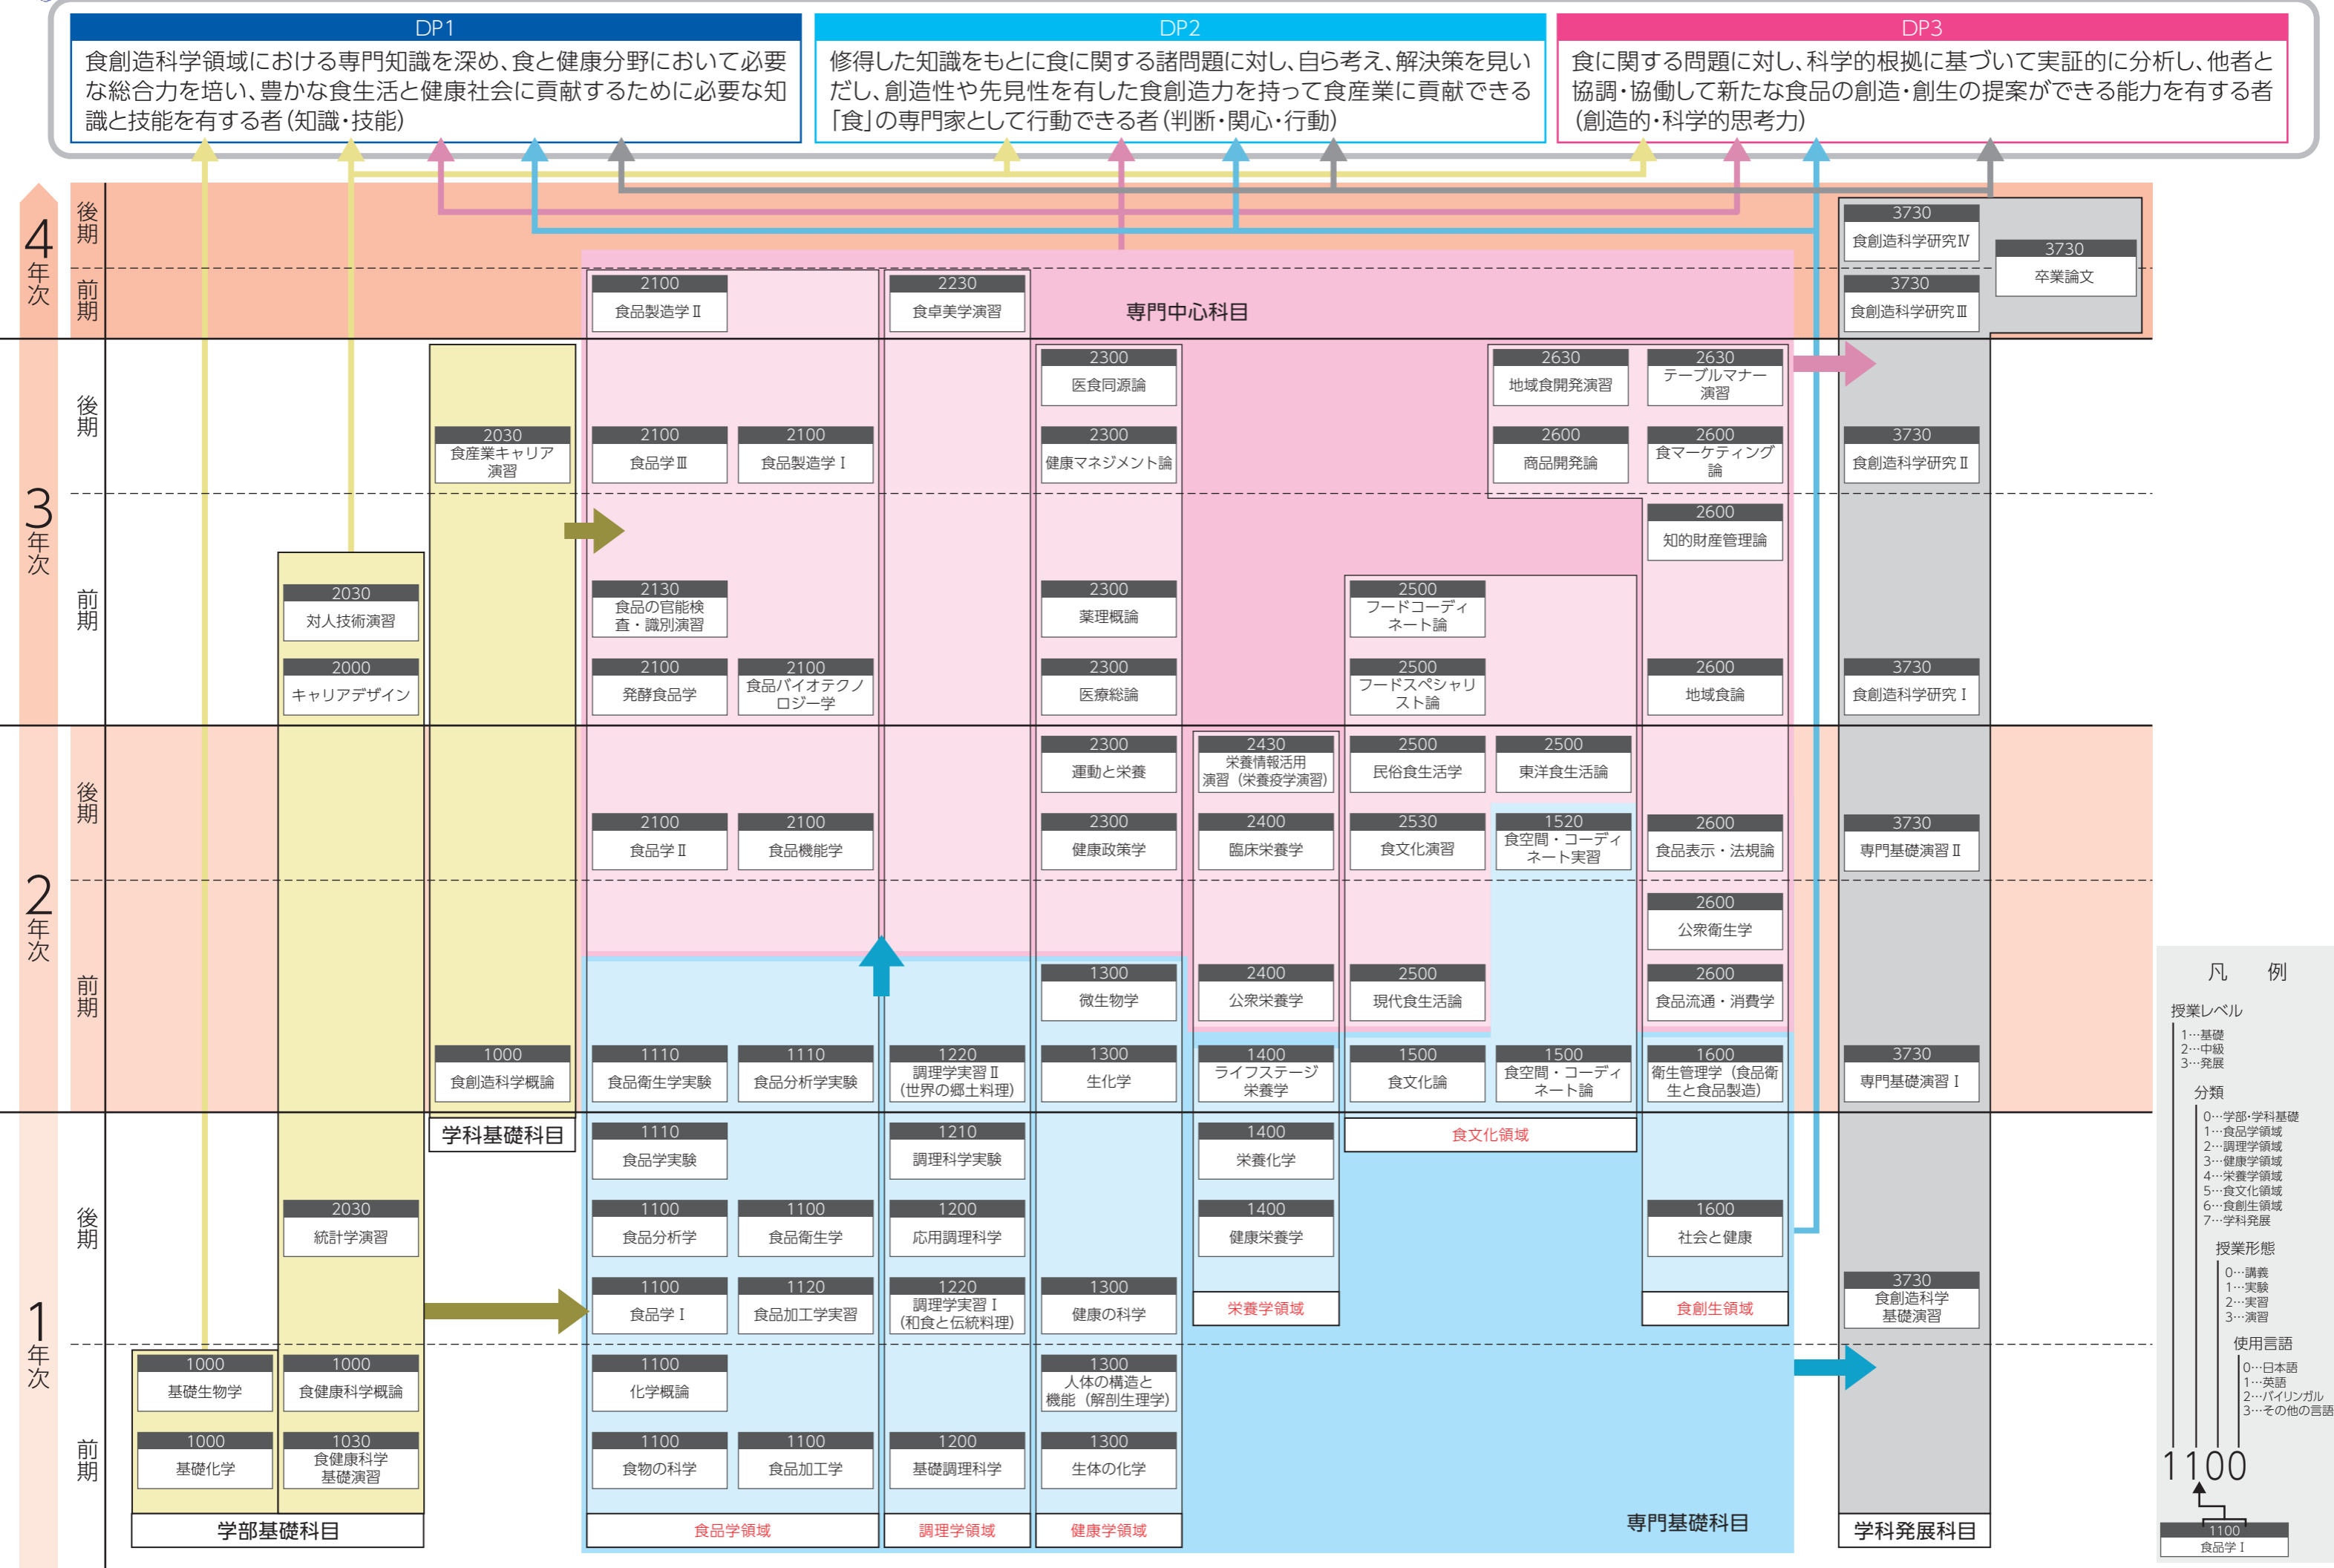 DP1
食創造科学領域における専門知識を深め、食と健康分野において必要
な総合力を培い、豊かな食生活と健康社会に貢献するために必要な知
識と技能を有する者（知識・技能）
DP2
修得した知識をもとに食に関する諸問題に対し、自ら考え、解決策を見い
だし、創造性や先見性を有した食創造力を持って食産業に貢献できる
「食」の専門家として行動できる者（判断・関心・行動）
DP3
食に関する問題に対し、科学的根拠に基づいて実証的に分析し、他者と
協調・協働して新たな食品の創造・創生の提案ができる能力を有する者
（創造的・科学的思考力）
4年次
後期
3730
食創造科学研究Ⅳ
3730
卒業論文
前期
2100
食品製造学Ⅱ
2230
食卓美学演習
専門中心科目
3730
食創造科学研究Ⅲ
3年次
後期
2300
医食同源論
2630
地域食開発演習
2630
テーブルマナー
演習
2030
食産業キャリア
演習
2100
食品学Ⅲ
2100
食品製造学Ⅰ
2300
健康マネジメント論
2600
商品開発論
2600
食マーケティング
論
3730
食創造科学研究Ⅱ
前期
2600
知的財産管理論
2030
対人技術演習
2130
食品の官能検
査・識別演習
2300
薬理概論
2500
フードコーディ
ネート論
2000
キャリアデザイン
2100
発酵食品学
2100
食品バイオテクノ
ロジー学
2300
医療総論
2500
フードスペシャリ
スト論
2600
地域食論
3730
食創造科学研究Ⅰ
2年次
後期
2300
運動と栄養
2430
栄養情報活用
演習（栄養疫学演習）
2500
民俗食生活学
2500
東洋食生活論
2100
食品学Ⅱ
2100
食品機能学
2300
健康政策学
2400
臨床栄養学
2530
食文化演習
1520
食空間・コーディ
ネート実習
2600
食品表示・法規論
3730
専門基礎演習Ⅱ
前期
2600
公衆衛生学
1300
微生物学
2400
公衆栄養学
2500
現代食生活論
2600
食品流通・消費学
1000
食創造科学概論
1110
食品衛生学実験
1110
食品分析学実験
1220
調理学実習Ⅱ
（世界の郷土料理）
1300
生化学
1400
ライフステージ
栄養学
1500
食文化論
1500
食空間・コーディ
ネート論
1600
衛生管理学（食品衛
生と食品製造）
3730
専門基礎演習Ⅰ
1年次
後期
学科基礎科目
1110
食品学実験
1210
調理科学実験
1400
栄養化学
食文化領域
2030
統計学演習
1100
食品分析学
1100
食品衛生学
1200
応用調理科学
1400
健康栄養学
1600
社会と健康
1100
食品学Ⅰ
1120
食品加工学実習
1220
調理学実習Ⅰ
（和食と伝統料理）
1300
健康の科学
栄養学領域
食創生領域
3730
食創造科学
基礎演習
前期
1000
基礎生物学
1000
食健康科学概論
1100
化学概論
1300
人体の構造と
機能（解剖生理学）
1000
基礎化学
1030
食健康科学
基礎演習
1100
食物の科学
1100
食品加工学
1200
基礎調理科学
1300
生体の化学
学部基礎科目
食品学領域
調理学領域
健康学領域
専門基礎科目
学科発展科目
凡　例
授業レベル
1…基礎
2…中級
3…発展
分類
0…学部・学科基礎
1…食品学領域
2…調理学領域
3…健康学領域
4…栄養学領域
5…食文化領域
6…食創生領域
7…学科発展
授業形態
0…講義
1…実験
2…実習
3…演習
使用言語
0…日本語
1…英語
2…バイリンガル
3…その他の言語
1100
1100
食品学Ⅰ